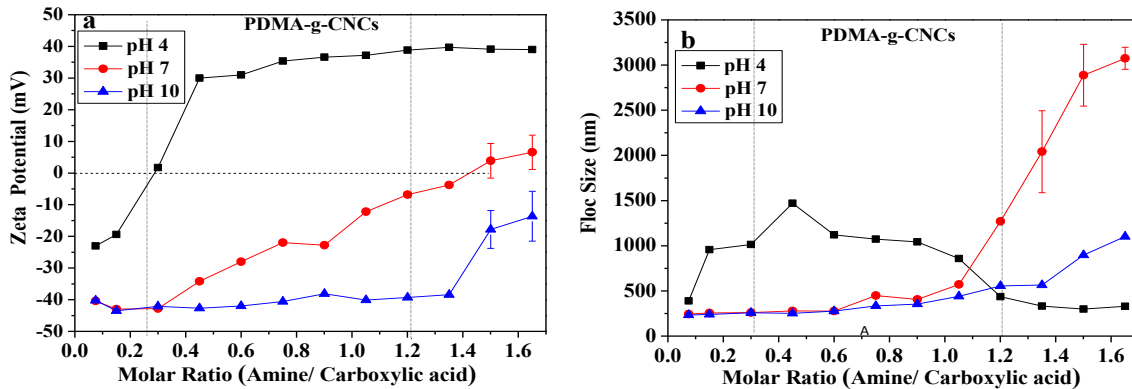 a
PDMA-g-CNCs
pH 4
pH 7
pH 10
Zeta Potential (mV)
50
40
30
20
10
0
-10
-20
-30
-40
-50
0.0 0.2 0.4 0.6 0.8 1.0 1.2 1.4 1.6
Molar Ratio (Amine/ Carboxylic acid)
b
PDMA-g-CNCs
pH 4
pH 7
pH 10
Floc Size (nm)
3500
3000
2500
2000
1500
1000
500
0
A
0.0 0.2 0.4 0.6 0.8 1.0 1.2 1.4 1.6
Molar Ratio (Amine/ Carboxylic acid)